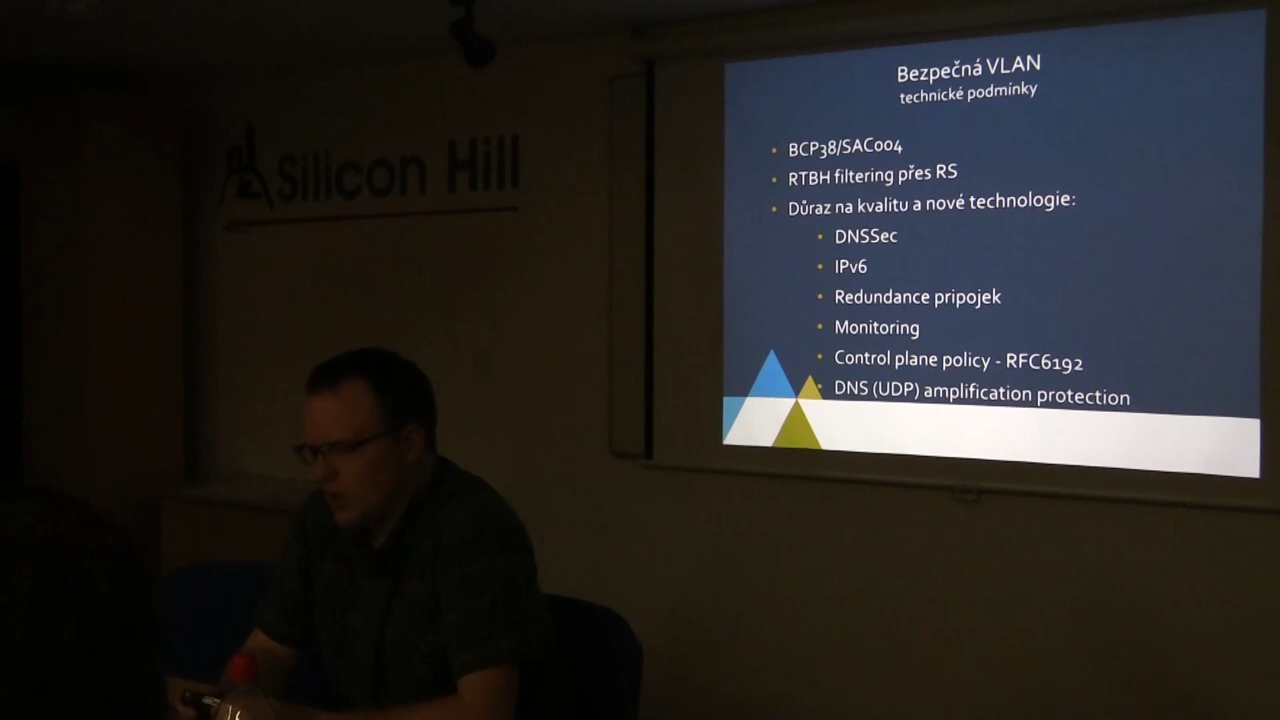 Silicon Hill
Bezpečná VLAN
technické podmínky
BCP38/SAC004
RTBH filtering přes RS
Důraz na kvalitu a nové technologie:
DNSSec
IPv6
Redundance pripojek
Monitoring
Control plane policy - RFC6192
DNS (UDP) amplification protection